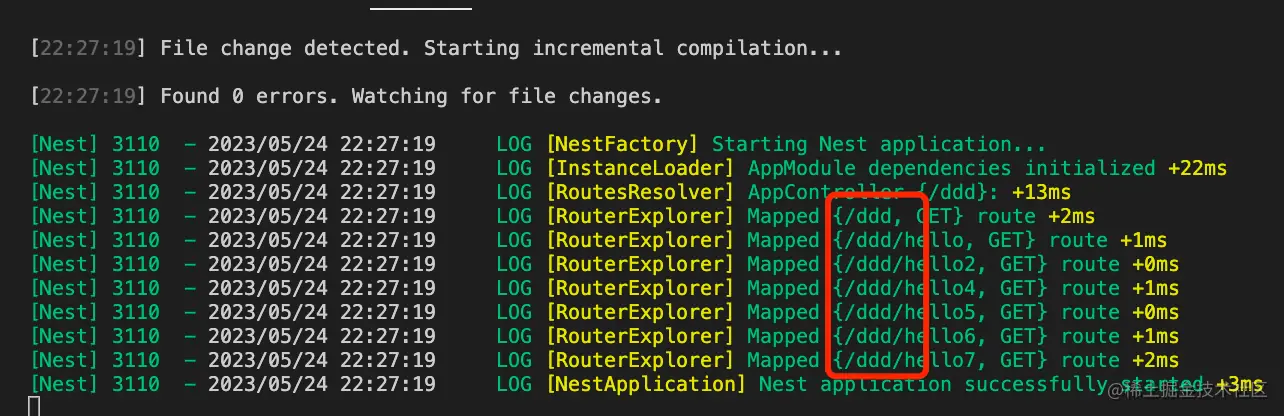 [22:27:19] File change detected. Starting incremental compilation...
[22:27:19] Found 0 errors. Watching for file changes.
[Nest] 3110  - 2023/05/24 22:27:19     LOG [NestFactory] Starting Nest application...
[Nest] 3110  - 2023/05/24 22:27:19     LOG [InstanceLoader] AppModule dependencies initialized +22ms
[Nest] 3110  - 2023/05/24 22:27:19     LOG [RoutesResolver] AppController {/ddd}: +13ms
[Nest] 3110  - 2023/05/24 22:27:19     LOG [RouterExplorer] Mapped {/ddd, GET} route +2ms
[Nest] 3110  - 2023/05/24 22:27:19     LOG [RouterExplorer] Mapped {/ddd/hello, GET} route +1ms
[Nest] 3110  - 2023/05/24 22:27:19     LOG [RouterExplorer] Mapped {/ddd/hello2, GET} route +0ms
[Nest] 3110  - 2023/05/24 22:27:19     LOG [RouterExplorer] Mapped {/ddd/hello4, GET} route +1ms
[Nest] 3110  - 2023/05/24 22:27:19     LOG [RouterExplorer] Mapped {/ddd/hello5, GET} route +0ms
[Nest] 3110  - 2023/05/24 22:27:19     LOG [RouterExplorer] Mapped {/ddd/hello6, GET} route +1ms
[Nest] 3110  - 2023/05/24 22:27:19     LOG [RouterExplorer] Mapped {/ddd/hello7, GET} route +2ms
[Nest] 3110  - 2023/05/24 22:27:19     LOG [NestApplication] Nest application successfully started +3ms
@稀土掘金技术社区